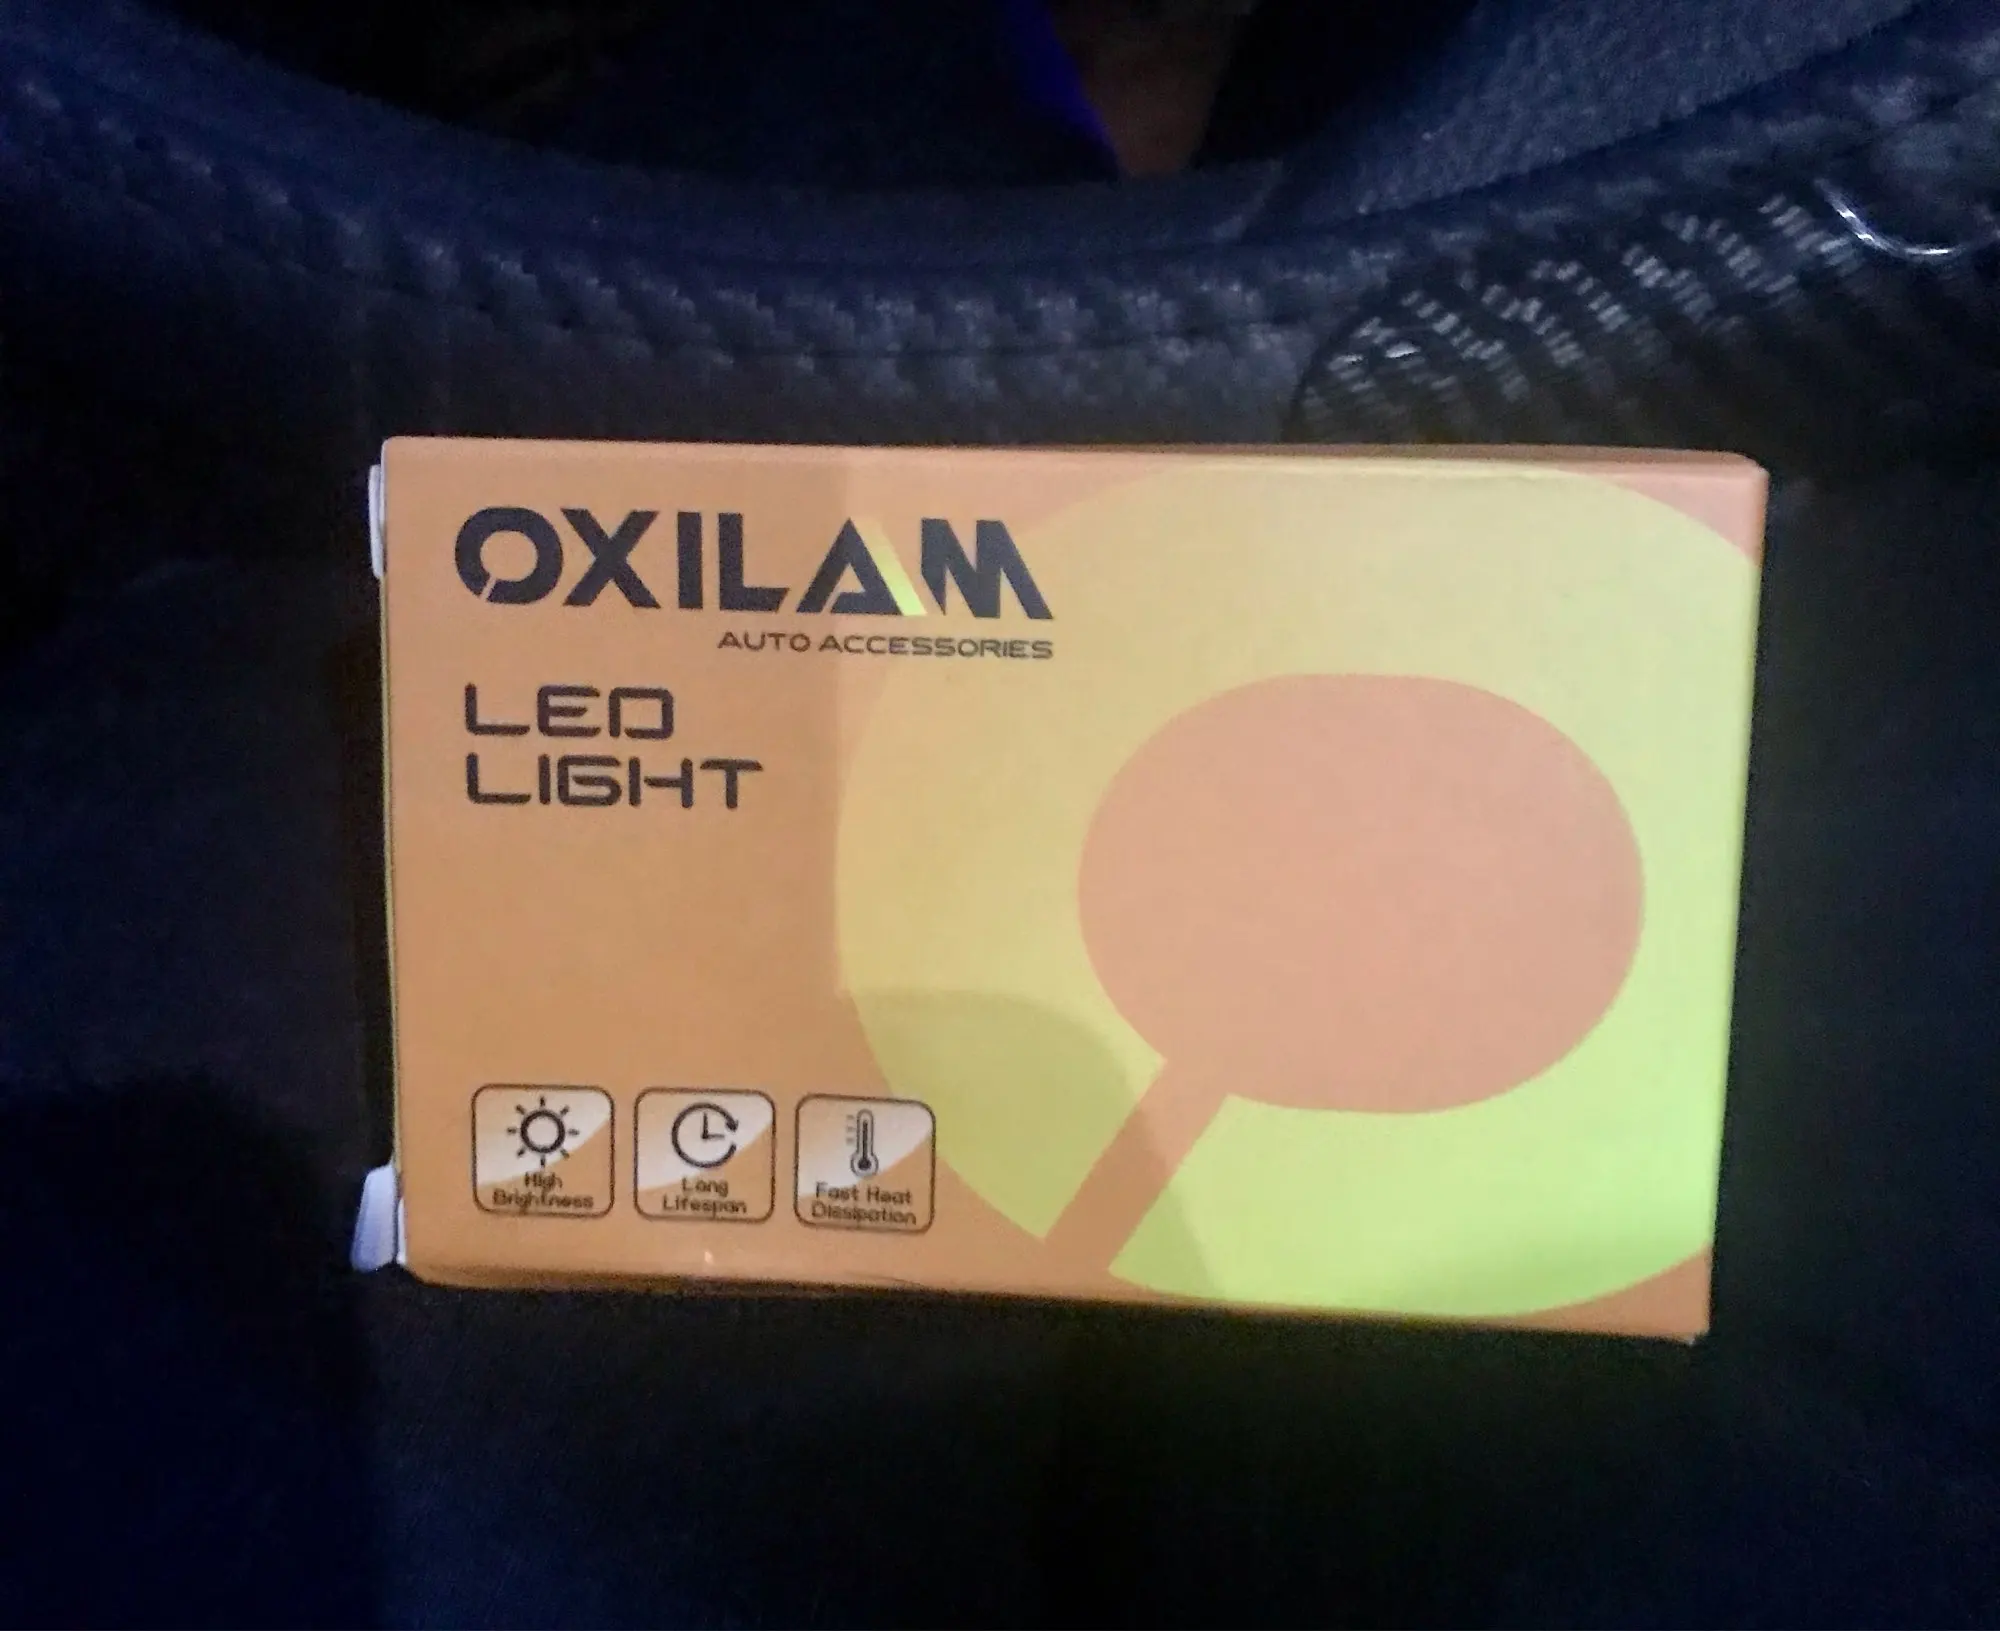 OXILAM
AUTO ACCESSORIES
LED
LIGHT
High
Brightness
Long
Lifespan
Fast Heat
Dissipation